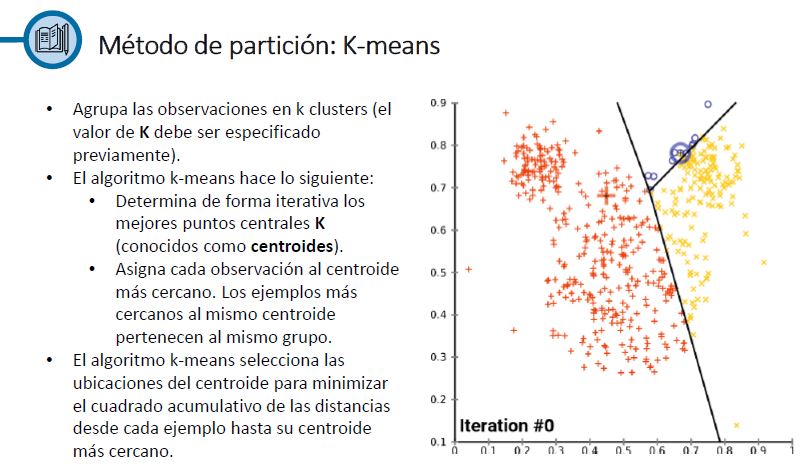 Método de partición: K-means
• Agrupa las observaciones en k clusters (el
valor de K debe ser especificado
previamente).
• El algoritmo k-means hace lo siguiente:
• Determina de forma iterativa los
mejores puntos centrales K
(conocidos como centroides).
• Asigna cada observación al centroide
más cercano. Los ejemplos más
cercanos al mismo centroide
pertenecen al mismo grupo.
• El algoritmo k-means selecciona las
ubicaciones del centroide para minimizar
el cuadrado acumulativo de las distancias
desde cada ejemplo hasta su centroide
más cercano.
0.9
0.8
0.7
0.6
0.5
0.4
0.3
0.2
0.1
Iteration #0
0 0.1 0.2 0.3 0.4 0.5 0.6 0.7 0.8 0.9 1